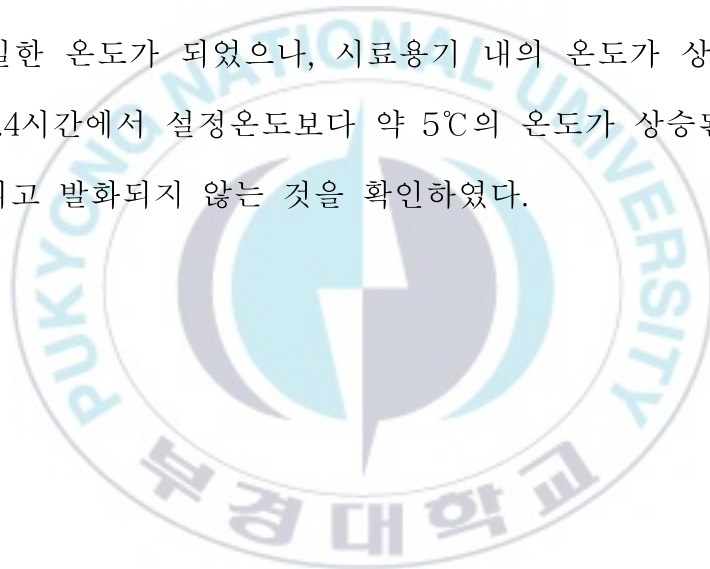 일한 온도가 되었으나, 시료용기 내의 온도가 상
.4시간에서 설정온도보다 약 5℃의 온도가 상승된
되고 발화되지 않는 것을 확인하였다.
PUKYONG NATIONAL UNIVERSITY
부경대학교